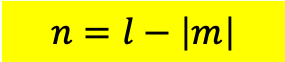 n = l − |m|